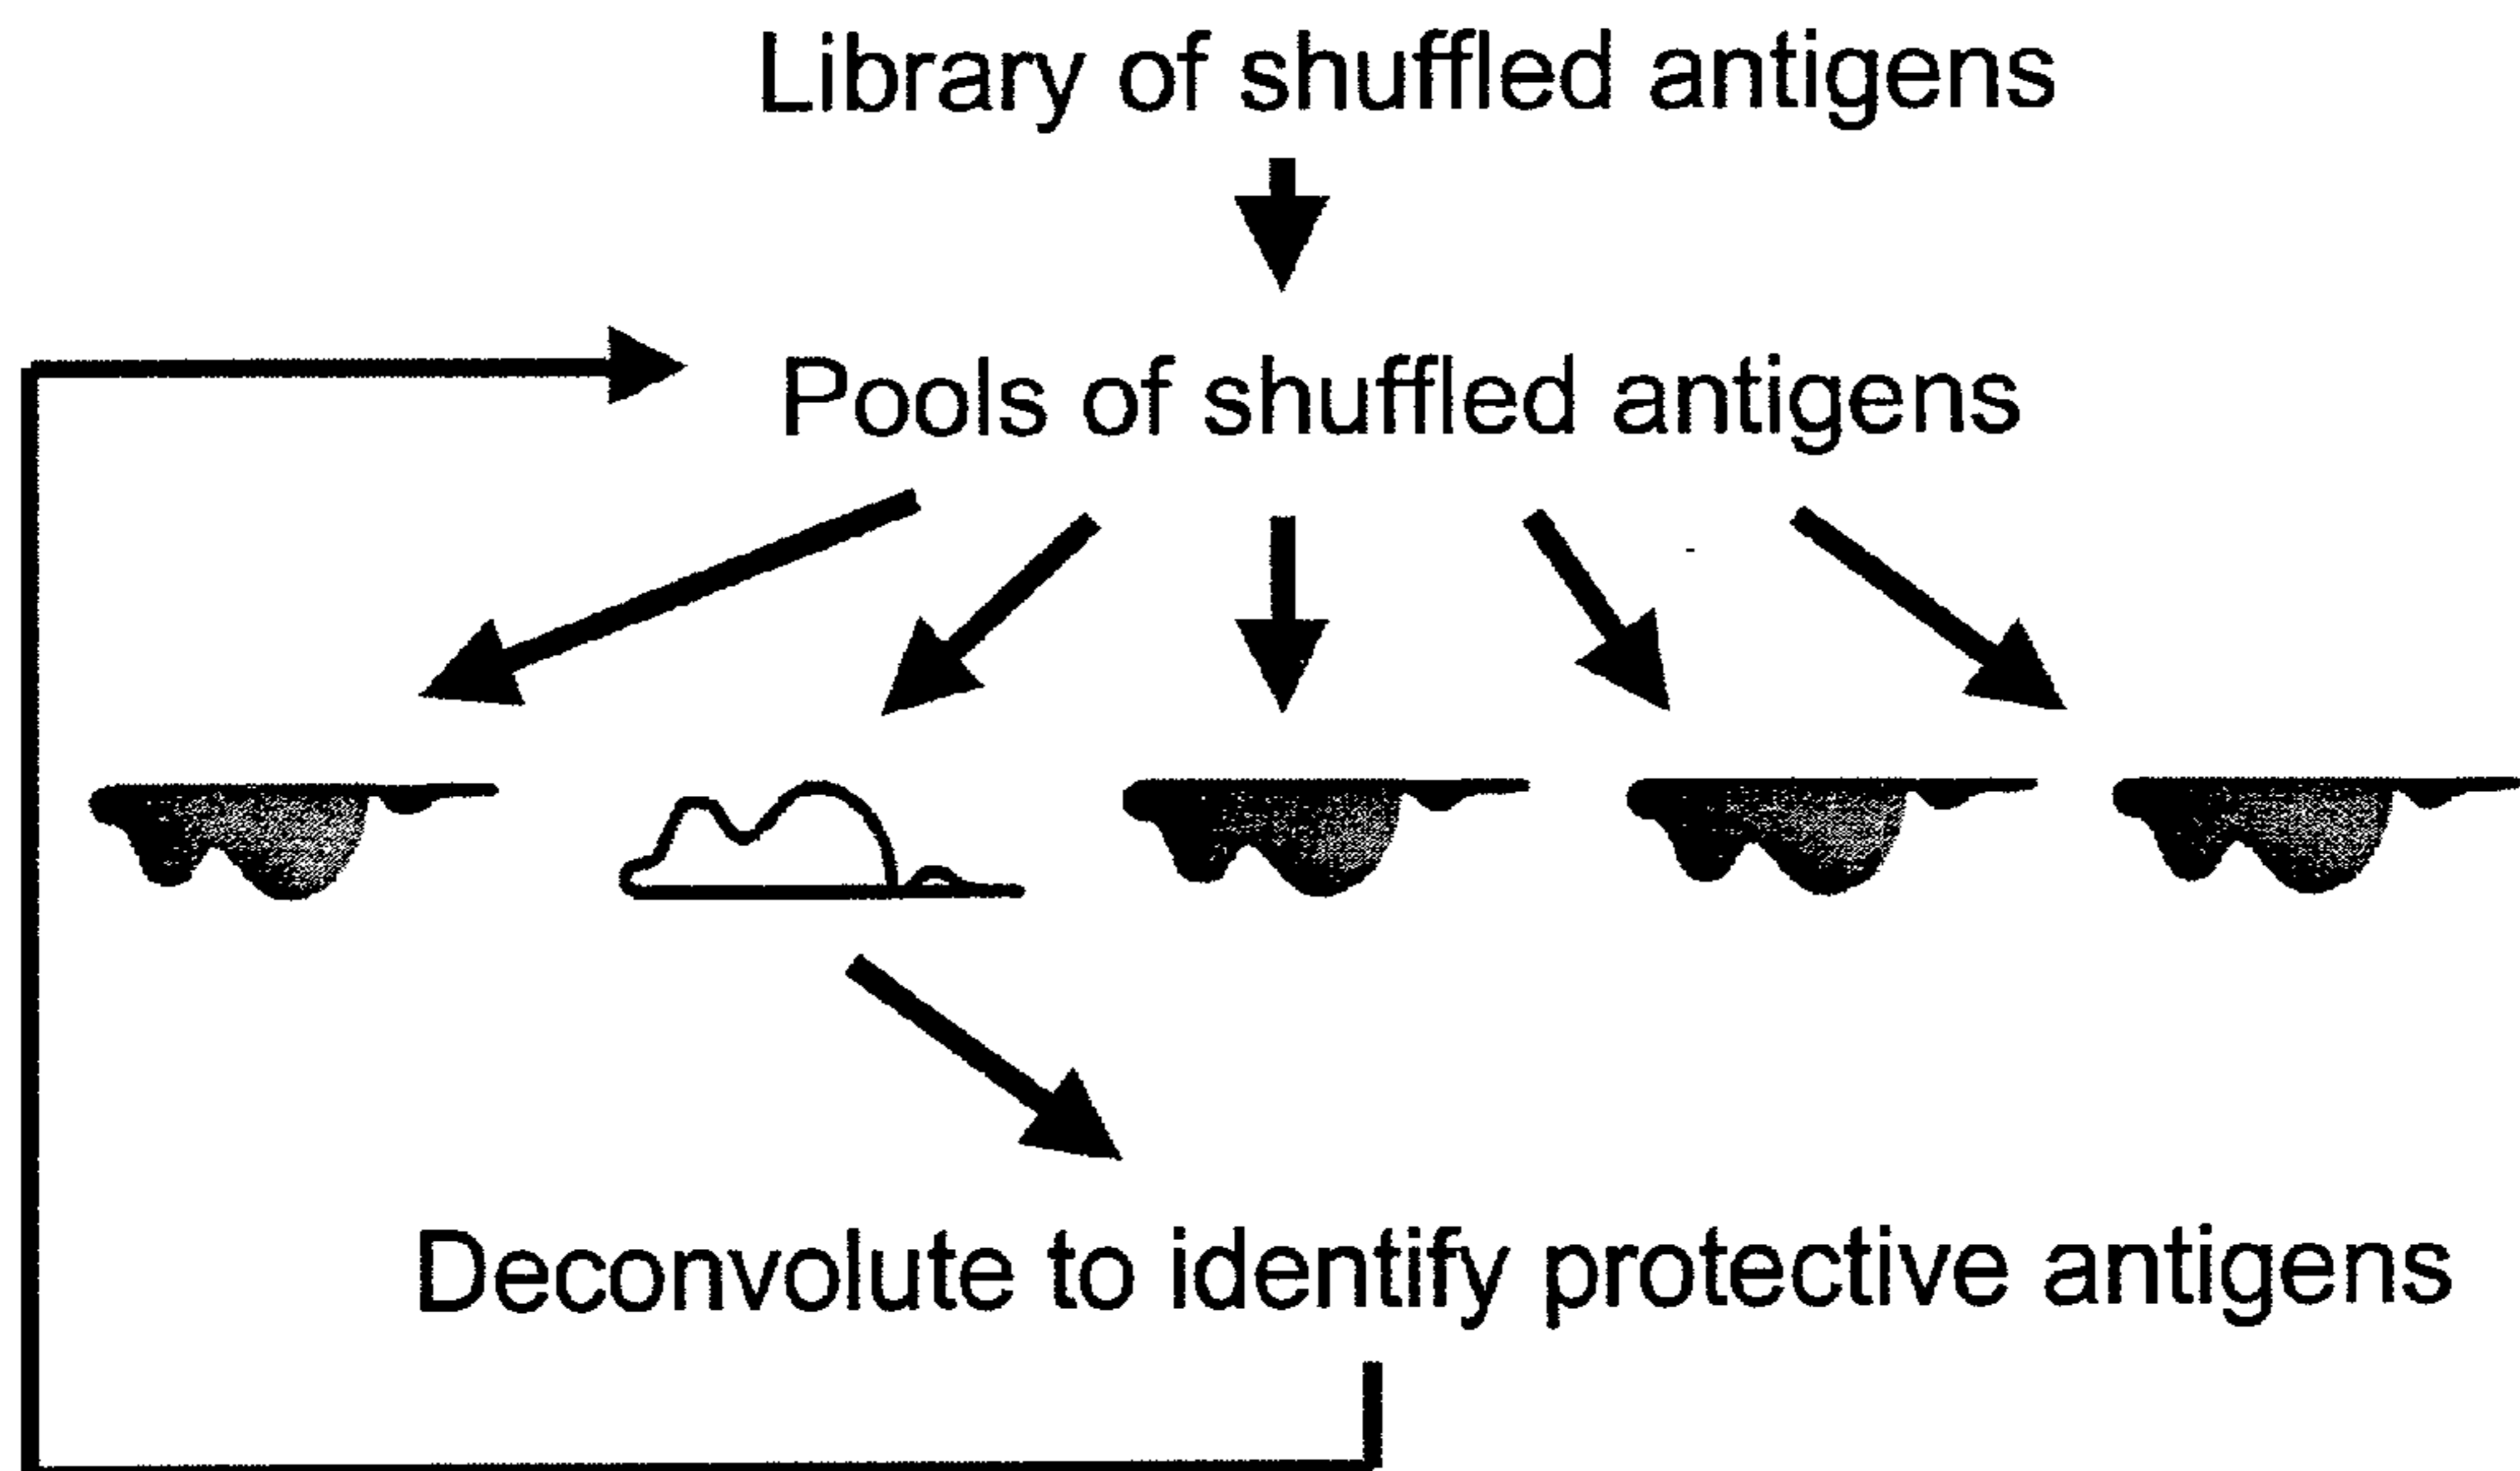 Library of shuffled antigens
Pools of shuffled antigens
Deconvolute to identify protective antigens